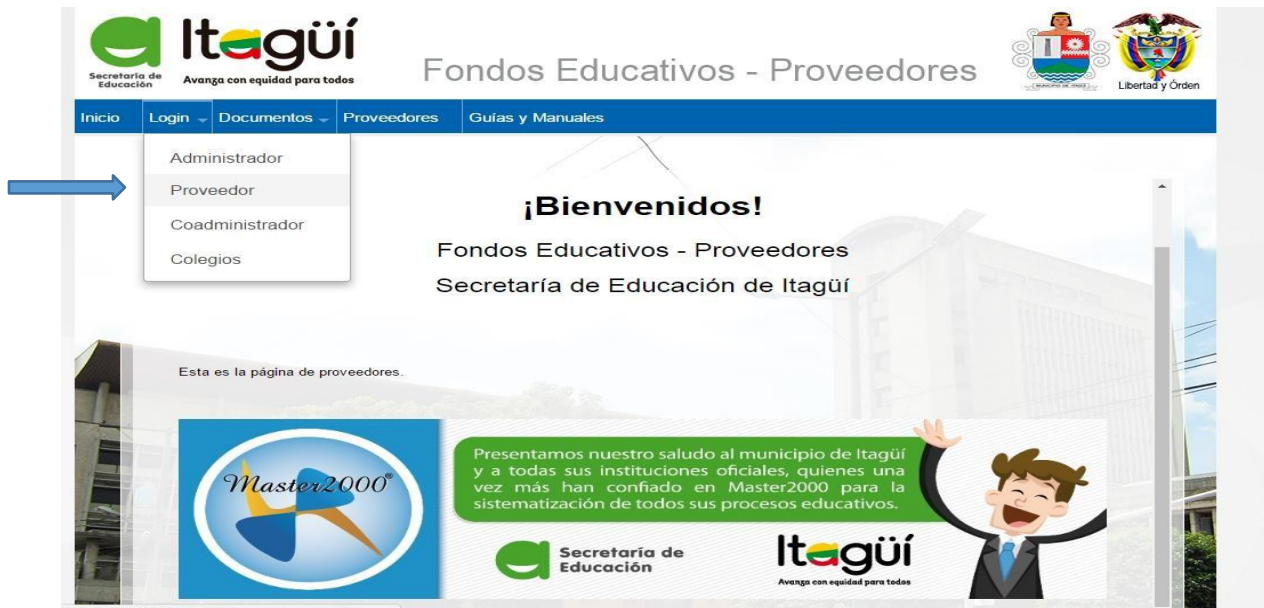 Secretaría de
Educación
Itagüí
Avanza con equidad para todos
Fondos Educativos - Proveedores
Libertad y Órden
Inicio Login Documentos Proveedores Guías y Manuales
Administrador
Proveedor
Coadministrador
Colegios
¡Bienvenidos!
Fondos Educativos - Proveedores
Secretaría de Educación de Itagüí
Esta es la página de proveedores.
Master2000®
Presentamos nuestro saludo al municipio de Itagüí
y a todas sus instituciones oficiales, quienes una
vez más han confiado en Master2000 para la
sistematización de todos sus procesos educativos.
Secretaría de
Educación
Itagüí
Avanza con equidad para todos